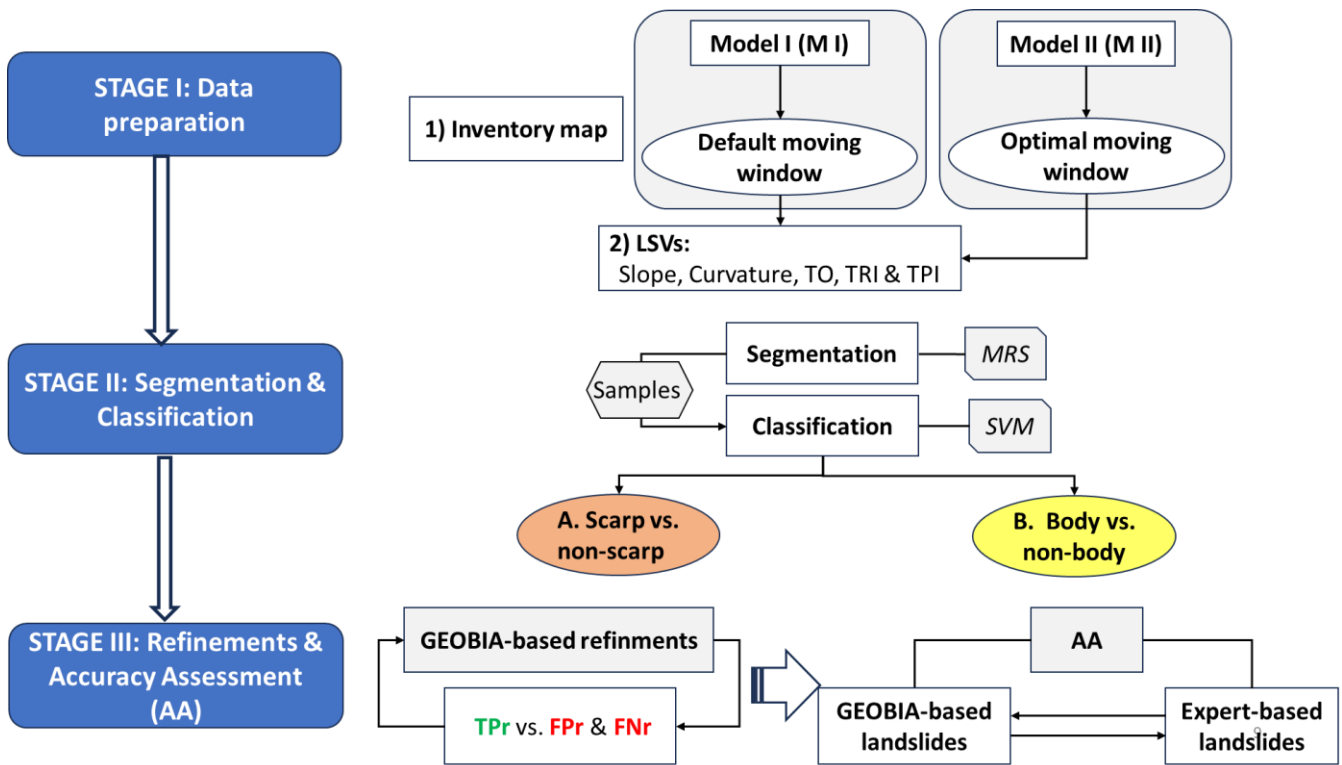 STAGE I: Data
preparation
1) Inventory map
Model I (M I)
Default moving
window
Model II (M II)
Optimal moving
window
2) LSVs:
Slope, Curvature, TO, TRI & TPI
STAGE II: Segmentation &
Classification
Segmentation
MRS
Samples
Classification
SVM
A. Scarp vs.
non-scarp
B. Body vs.
non-body
STAGE III: Refinements &
Accuracy Assessment
(AA)
GEOBIA-based refinments
TPr vs. FPr & FNr
AA
GEOBIA-based
landslides
Expert-based
landslides
9